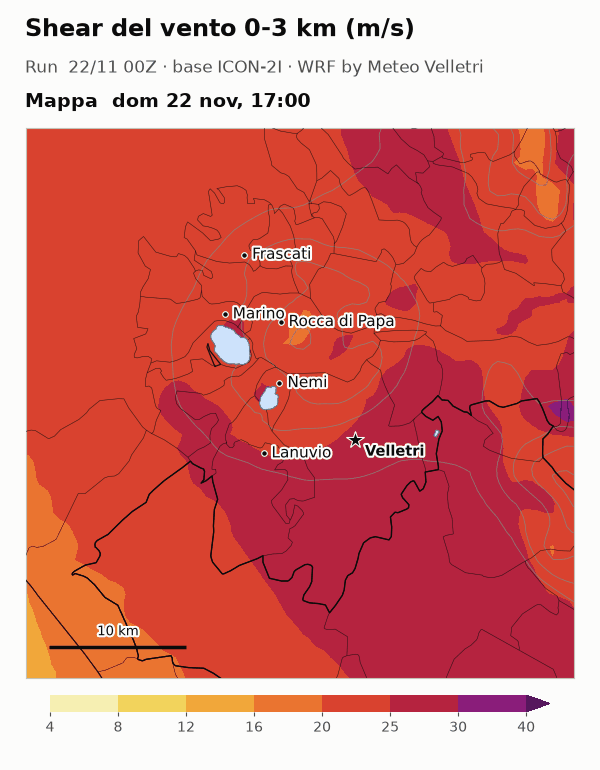 Shear del vento 0-3 km (m/s)
Run  22/11 00Z · base ICON-2I · WRF by Meteo Velletri
Mappa  dom 22 nov, 17:00
Frascati
Marino
Rocca di Papa
Nemi
Velletri
Lanuvio
10 km
4 8 12 16 20 25 30 40